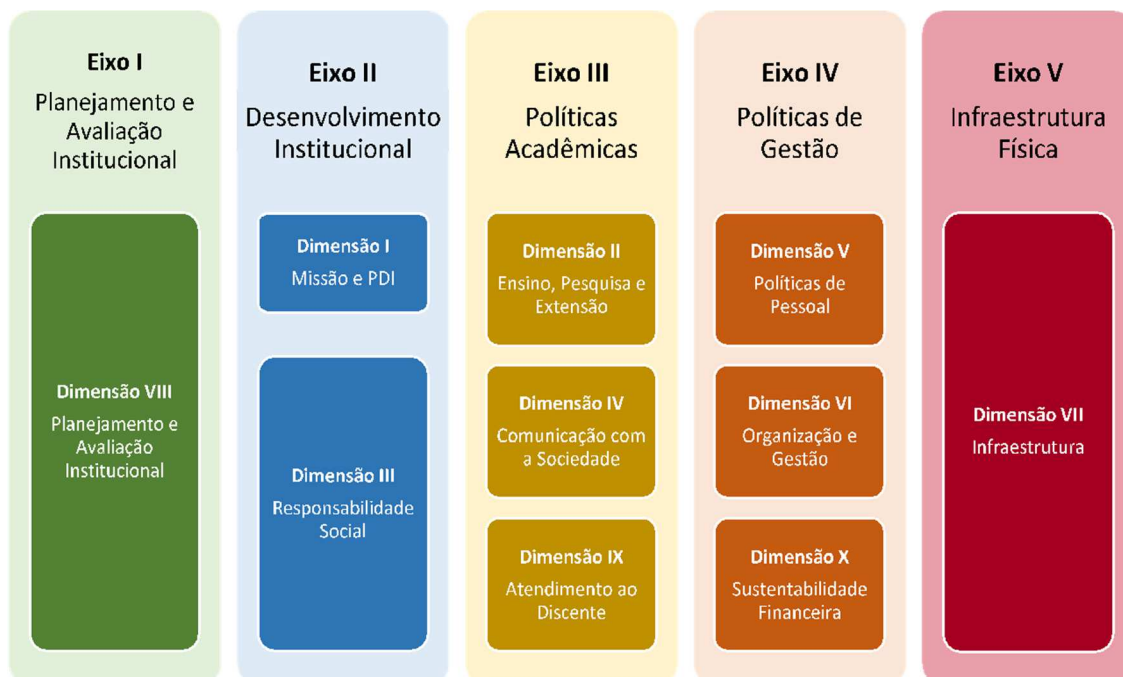 Eixo I
Planejamento e
Avaliação
Institucional
Dimensão VIII
Planejamento e
Avaliação
Institucional
Eixo II
Desenvolvimento
Institucional
Dimensão I
Missão e PDI
Dimensão III
Responsabilidade
Social
Eixo III
Políticas
Acadêmicas
Dimensão II
Ensino, Pesquisa e
Extensão
Dimensão IV
Comunicação com
a Sociedade
Dimensão IX
Atendimento ao
Discente
Eixo IV
Políticas de
Gestão
Dimensão V
Políticas de
Pessoal
Dimensão VI
Organização e
Gestão
Dimensão X
Sustentabilidade
Financeira
Eixo V
Infraestrutura
Física
Dimensão VII
Infraestrutura